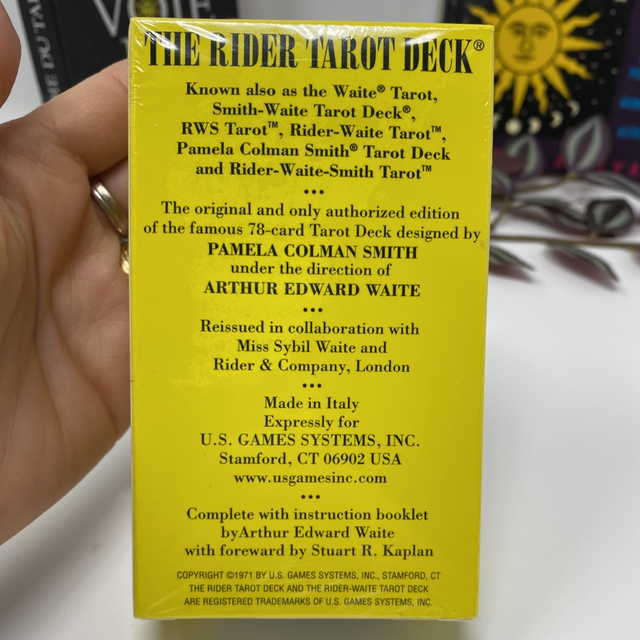 VOIE
E DU TA
THE RIDER TAROT DECK®
Known also as the Waite® Tarot,
Smith-Waite Tarot Deck®,
RWS Tarot™, Rider-Waite Tarot™,
Pamela Colman Smith® Tarot Deck
and Rider-Waite-Smith Tarot™
•••
The original and only authorized edition
of the famous 78-card Tarot Deck designed by
PAMELA COLMAN SMITH
under the direction of
ARTHUR EDWARD WAITE
•••
Reissued in collaboration with
Miss Sybil Waite and
Rider & Company, London
•••
Made in Italy
Expressly for
U.S. GAMES SYSTEMS, INC.
Stamford, CT 06902 USA
www.usgamesinc.com
•••
Complete with instruction booklet
byArthur Edward Waite
with foreward by Stuart R. Kaplan
COPYRIGHT ©1971 BY U.S. GAMES SYSTEMS, INC., STAMFORD, CT
THE RIDER TAROT DECK AND THE RIDER-WAITE TAROT DECK
ARE REGISTERED TRADEMARKS OF U.S. GAMES SYSTEMS, INC.